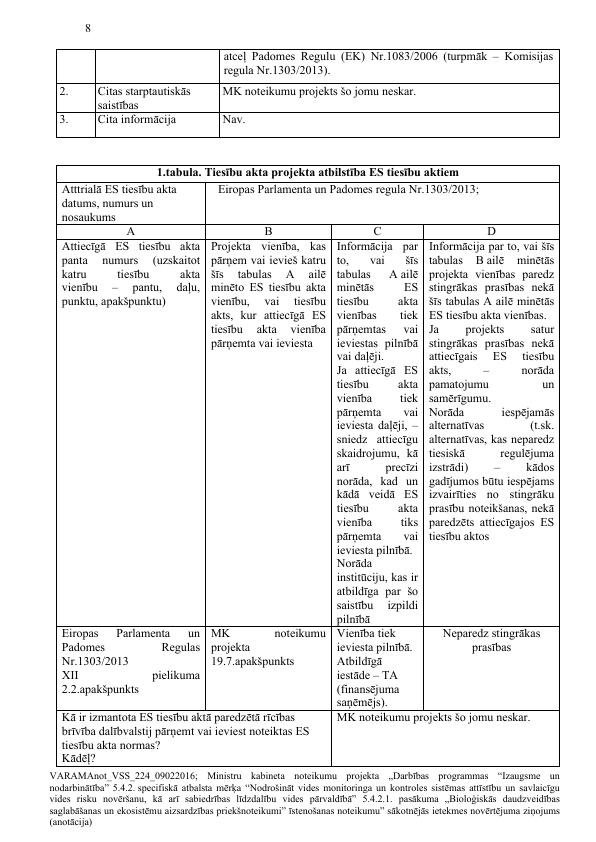 8
atceļ Padomes Regulu (EK) Nr.1083/2006 (turpmāk – Komisijas
regula Nr.1303/2013).
2.
Citas starptautiskās
saistības
MK noteikumu projekts šo jomu neskar.
3.
Cita informācija
Nav.
1.tabula. Tiesību akta projekta atbilstība ES tiesību aktiem
Atttrialā ES tiesību akta
datums, numurs un
nosaukums
Eiropas Parlamenta un Padomes regula Nr.1303/2013;
A
B
C
D
Attiecīgā ES tiesību akta
panta numurs (uzskaitot
katru tiesību akta
vienību – pantu, daļu,
punktu, apakšpunktu)
Projekta vienība, kas
pārņem vai ievieš katru
šīs tabulas A ailē
minēto ES tiesību akta
vienību, vai tiesību
akts, kur attiecīgā ES
tiesību akta vienība
pārņemta vai ieviesta
Informācija par
to, vai šīs
tabulas A ailē
minētās ES
tiesību akta
vienības tiek
pārņemtas vai
ieviestas pilnībā
vai daļēji.
Ja attiecīgā ES
tiesību akta
vienība tiek
pārņemta vai
ieviesta daļēji, –
sniedz attiecīgu
skaidrojumu, kā
arī precīzi
norāda, kad un
kādā veidā ES
tiesību akta
vienība tiks
pārņemta vai
ieviesta pilnībā.
Norāda
institūciju, kas ir
atbildīga par šo
saistību izpildi
pilnībā
Informācija par to, vai šīs
tabulas B ailē minētās
projekta vienības paredz
stingrākas prasības nekā
šīs tabulas A ailē minētās
ES tiesību akta vienības.
Ja projekts satur
stingrākas prasības nekā
attiecīgais ES tiesību
akts, – norāda
pamatojumu un
samērīgumu.
Norāda iespējamās
alternatīvas (t.sk.
alternatīvas, kas neparedz
tiesiskā regulējuma
izstrādi) – kādos
gadījumos būtu iespējams
izvairīties no stingrāku
prasību noteikšanas, nekā
paredzēts attiecīgajos ES
tiesību aktos
Eiropas Parlamenta un
Padomes Regulas
Nr.1303/2013
XII pielikuma
2.2.apakšpunkts
MK noteikumu
projekta
19.7.apakšpunkts
Vienība tiek
ieviesta pilnībā.
Atbildīgā
iestāde – TA
(finansējuma
saņēmējs).
Neparedz stingrākas
prasības
Kā ir izmantota ES tiesību aktā paredzētā rīcības
brīvība dalībvalstij pārņemt vai ieviest noteiktas ES
tiesību akta normas?
Kādēļ?
MK noteikumu projekts šo jomu neskar.
VARAMAnot_VSS_224_09022016; Ministru kabineta noteikumu projekta „Darbības programmas “Izaugsme un
nodarbinātība” 5.4.2. specifiskā atbalsta mērķa “Nodrošināt vides monitoringa un kontroles sistēmas attīstību un savlaicīgu
vides risku novēršanu, kā arī sabiedrības līdzdalību vides pārvaldībā” 5.4.2.1. pasākuma „Bioloģiskās daudzveidības
saglabāšanas un ekosistēmu aizsardzības priekšnoteikumi” īstenošanas noteikumu” sākotnējās ietekmes novērtējuma ziņojums
(anotācija)